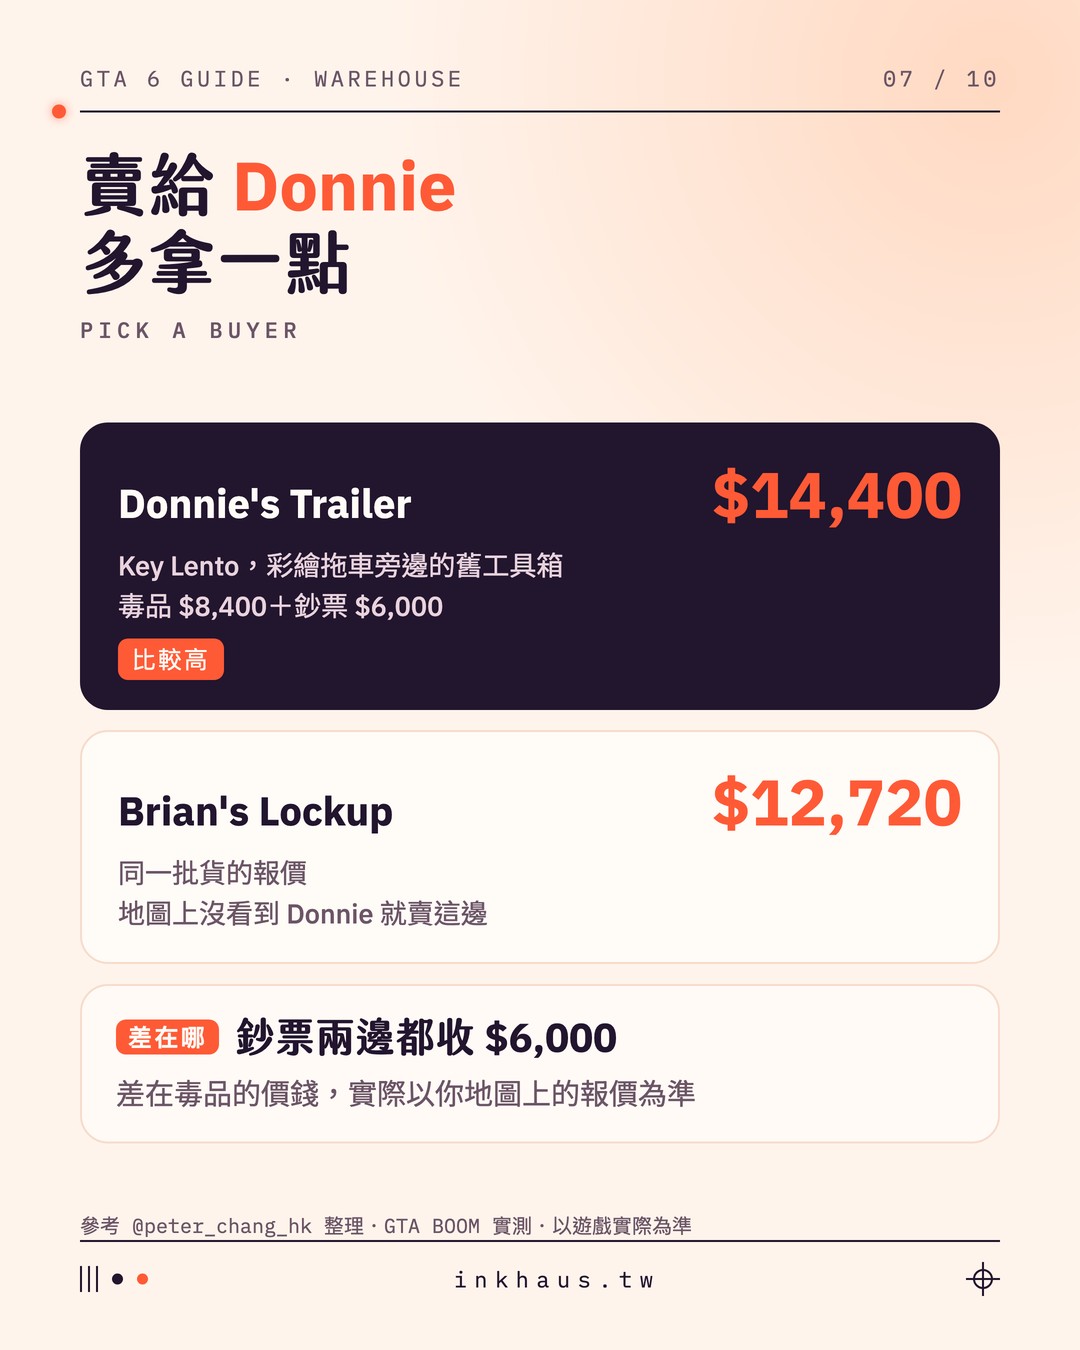 GTA 6 GUIDE · WAREHOUSE
07 / 10
賣給 Donnie
多拿一點
PICK A BUYER
Donnie's Trailer
$14,400
Key Lento，彩繪拖車旁邊的舊工具箱
毒品 $8,400＋鈔票 $6,000
比較高
Brian's Lockup
$12,720
同一批貨的報價
地圖上沒看到 Donnie 就賣這邊
差在哪 鈔票兩邊都收 $6,000
差在毒品的價錢，實際以你地圖上的報價為準
參考 @peter_chang_hk 整理 · GTA BOOM 實測 · 以遊戲實際為準
inkhaus.tw